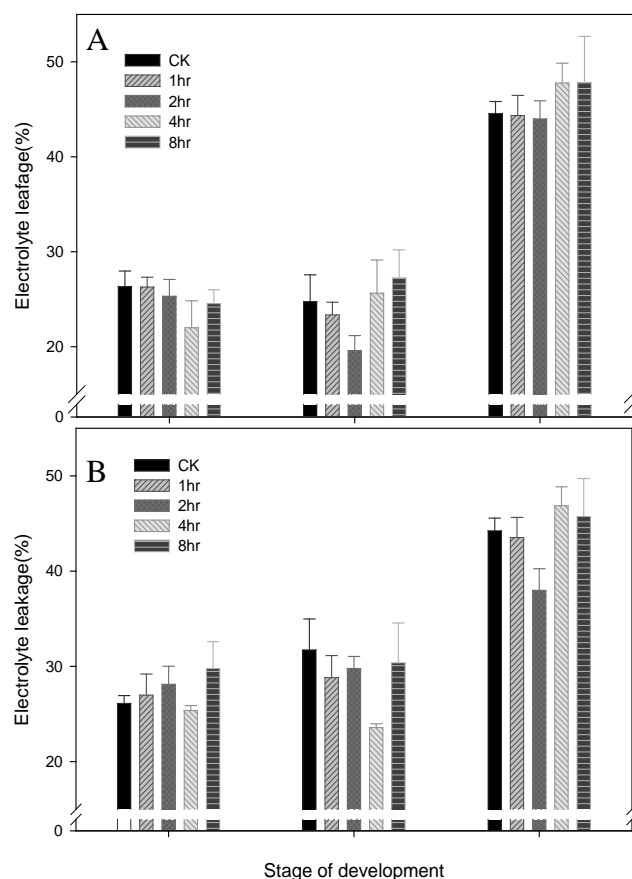 A
CK
1hr
2hr
4hr
8hr
Electrolyte leafage(%)
50
40
30
20
0
B
CK
1hr
2hr
4hr
8hr
Electrolyte leakage(%)
50
40
30
20
0
Stage of development